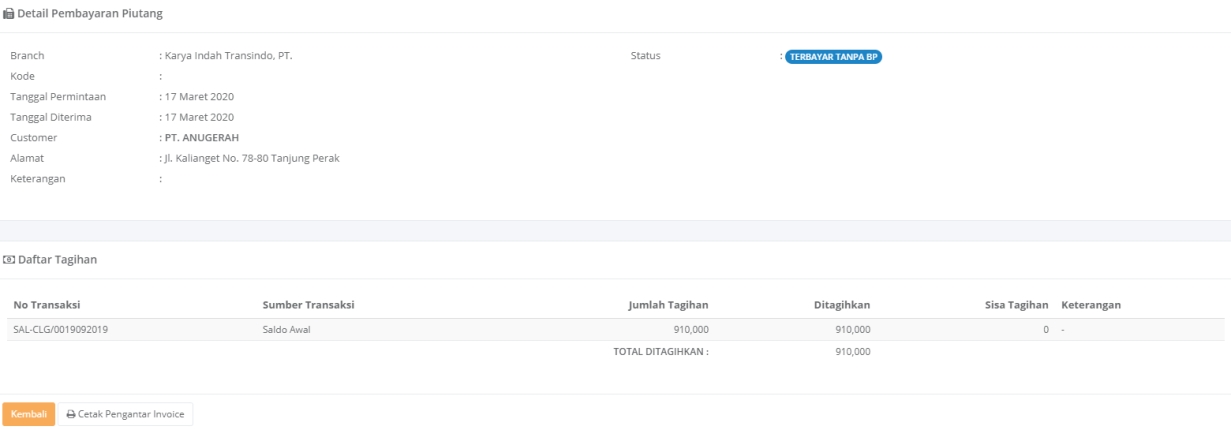 Detail Pembayaran Piutang
Branch : Karya Indah Transindo, PT. Status : TERBAYAR TANPA BP
Kode :
Tanggal Permintaan : 17 Maret 2020
Tanggal Diterima : 17 Maret 2020
Customer : PT. ANUGERAH
Alamat : Jl. Kalianget No. 78-80 Tanjung Perak
Keterangan :
Daftar Tagihan
No Transaksi Sumber Transaksi Jumlah Tagihan Ditagihkan Sisa Tagihan Keterangan
SAL-CLG/0019092019 Saldo Awal 910,000 910,000 0 -
TOTAL DITAGIHKAN : 910,000
Kembali Cetak Pengantar Invoice